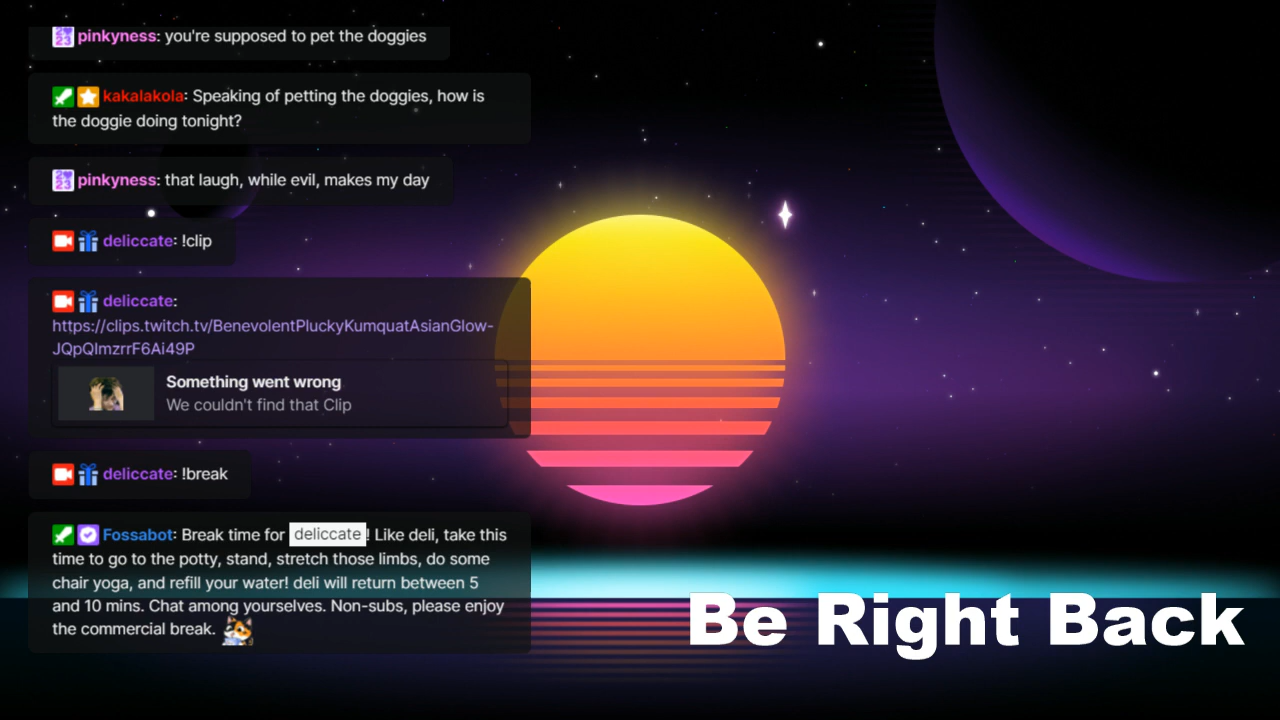 pinkyness: you're supposed to pet the doggies
kakalakola: Speaking of petting the doggies, how is
the doggie doing tonight?
pinkyness: that laugh, while evil, makes my day
deliccate: !clip
deliccate:
https://clips.twitch.tv/BenevolentPluckyKumquatAsianGlow-
JQpQImzrrF6Ai49P
Something went wrong
We couldn't find that Clip
deliccate: !break
Fossabot: Break time for deliccate! Like deli, take this
time to go to the potty, stand, stretch those limbs, do some
chair yoga, and refill your water! deli will return between 5
and 10 mins. Chat among yourselves. Non-subs, please enjoy
the commercial break.
Be Right Back